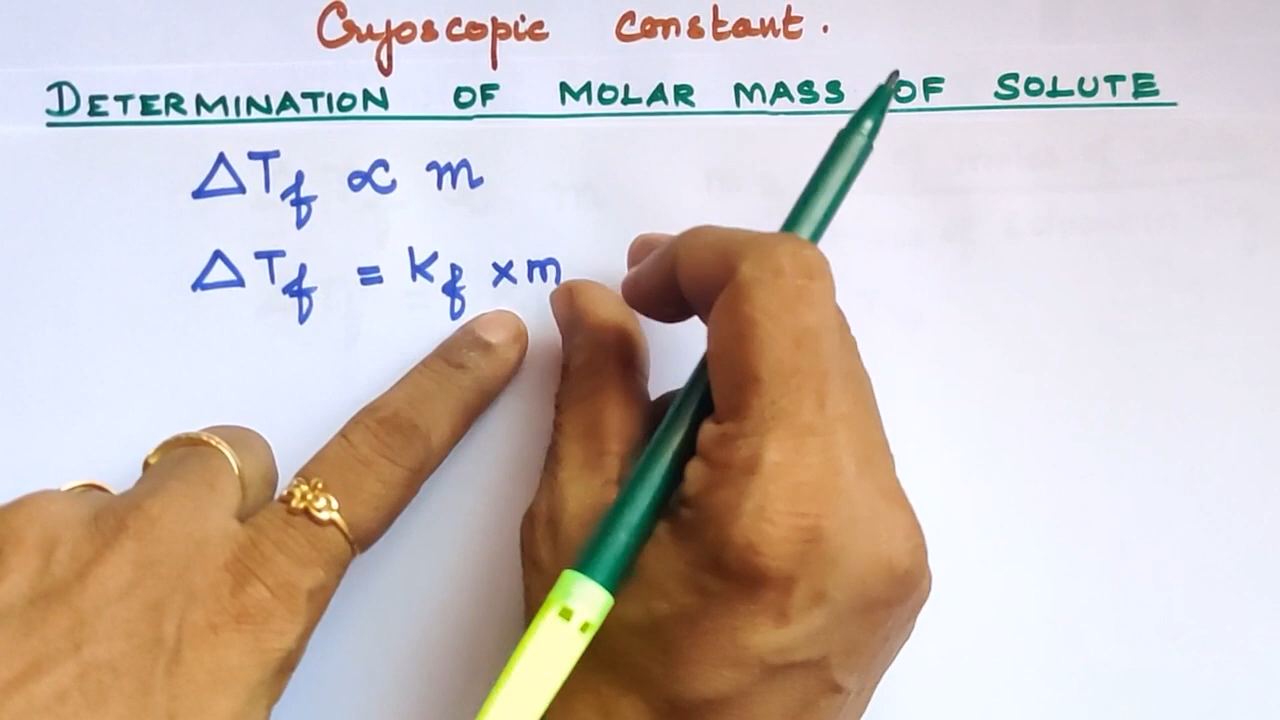 Cryoscopic constant.
DETERMINATION OF MOLAR MASS OF SOLUTE
ΔTf ∝ m
ΔTf = Kf × m